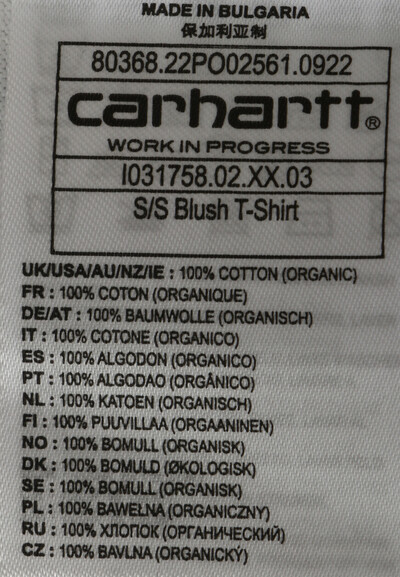 MADE IN BULGARIA
保加利亚制
80368.22PO02561.0922
carhartt®
WORK IN PROGRESS
I031758.02.XX.03
S/S Blush T-Shirt
UK/USA/AU/NZ/IE : 100% COTTON (ORGANIC)
FR : 100% COTON (ORGANIQUE)
DE/AT : 100% BAUMWOLLE (ORGANISCH)
IT : 100% COTONE (ORGANICO)
ES : 100% ALGODON (ORGANICO)
PT : 100% ALGODAO (ORGÂNICO)
NL : 100% KATOEN (ORGANISCH)
FI : 100% PUUVILLAA (ORGAANINEN)
NO : 100% BOMULL (ORGANISK)
DK : 100% BOMULD (ØKOLOGISK)
SE : 100% BOMULL (ORGANISK)
PL : 100% BAWEŁNA (ORGANICZNY)
RU : 100% ХЛОПОК (ОРГАНИЧЕСКИЙ)
CZ : 100% BAVLNA (ORGANICKÝ)